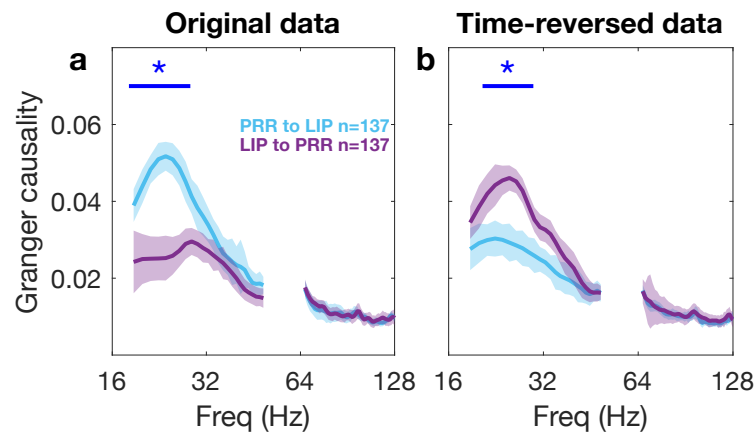 Original data
Time-reversed data
a
b
*
*
PRR to LIP n=137
LIP to PRR n=137
Granger causality
0.06
0.04
0.02
16
32
64
128
16
32
64
128
Freq (Hz)
Freq (Hz)